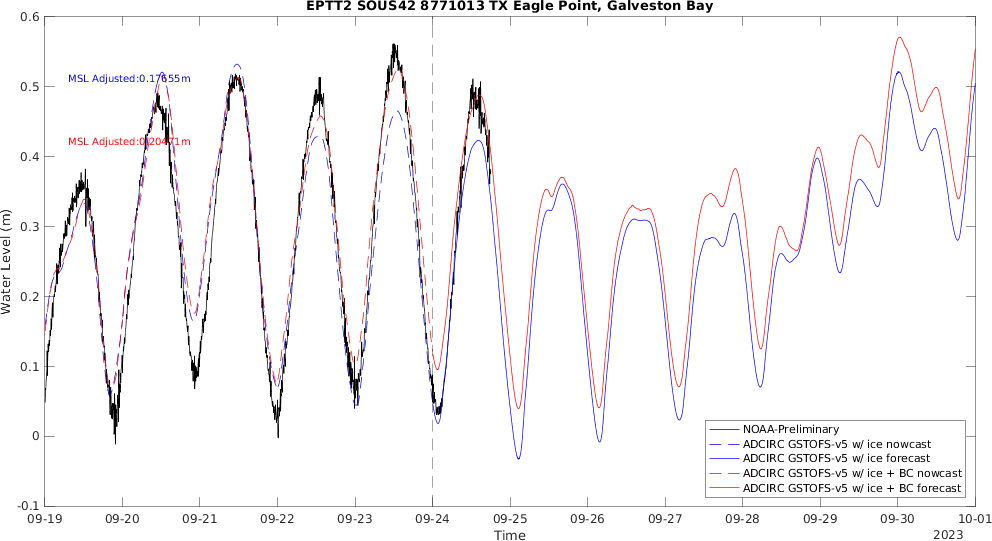 EPTT2 SOUS42 8771013 TX Eagle Point, Galveston Bay
Water Level (m)
0.6
0.5
0.4
0.3
0.2
0.1
0
-0.1
MSL Adjusted:0.17655m
MSL Adjusted:0.20471m
NOAA-Preliminary
ADCIRC GSTOFS-v5 w/ ice nowcast
ADCIRC GSTOFS-v5 w/ ice forecast
ADCIRC GSTOFS-v5 w/ ice + BC nowcast
ADCIRC GSTOFS-v5 w/ ice + BC forecast
09-19 09-20 09-21 09-22 09-23 09-24 09-25 09-26 09-27 09-28 09-29 09-30 10-01
Time
2023